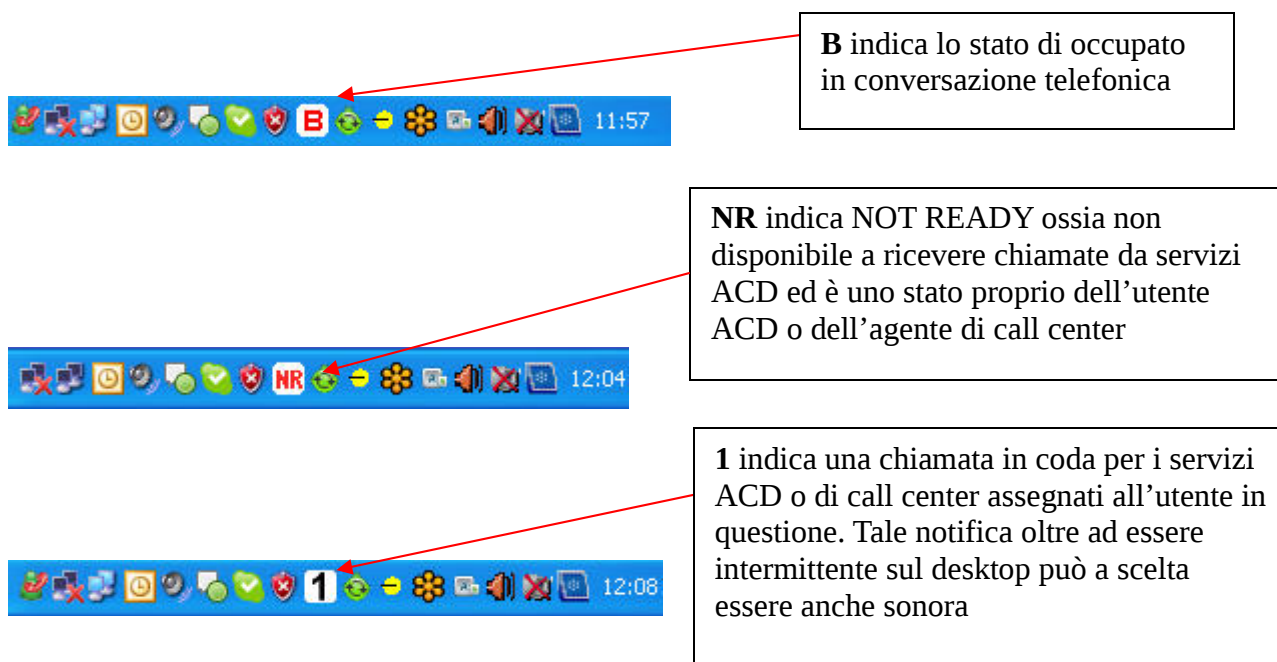 B indica lo stato di occupato
in conversazione telefonica
B
11:57
NR indica NOT READY ossia non
disponibile a ricevere chiamate da servizi
ACD ed è uno stato proprio dell’utente
ACD o dell’agente di call center
NR
12:04
1 indica una chiamata in coda per i servizi
ACD o di call center assegnati all’utente in
questione. Tale notifica oltre ad essere
intermittente sul desktop può a scelta
essere anche sonora
1
12:08